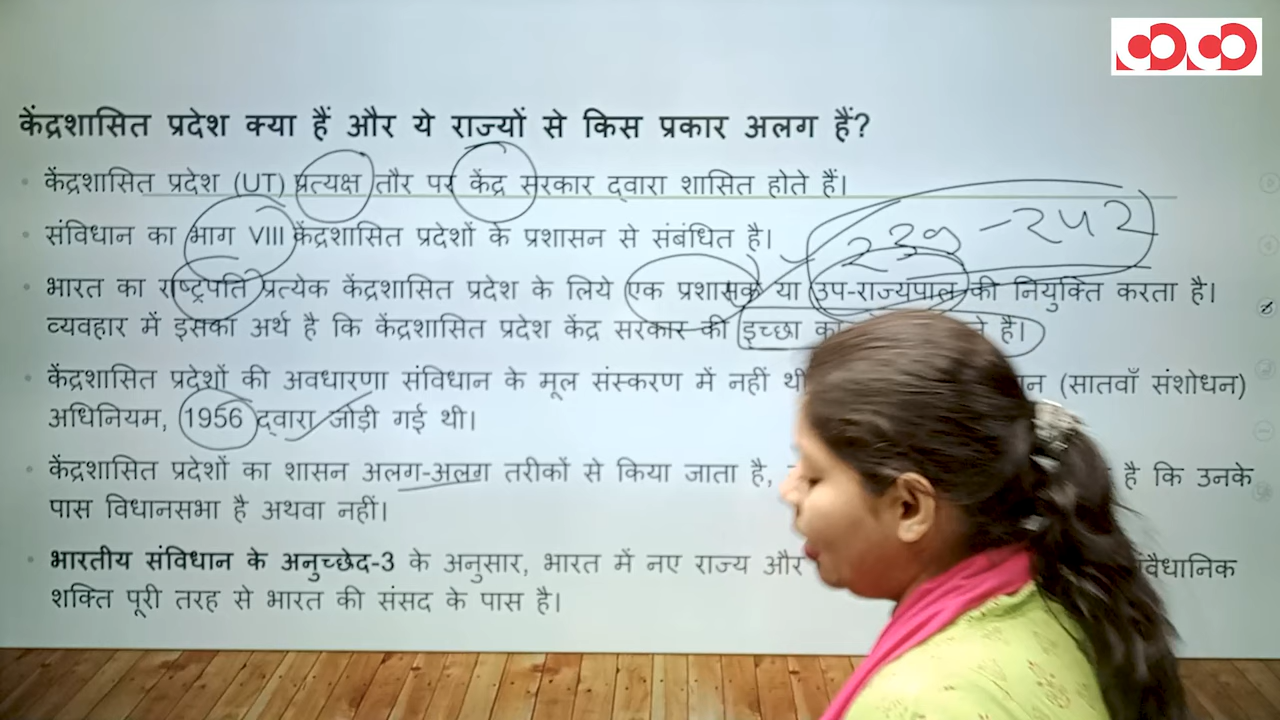 केंद्रशासित प्रदेश क्या हैं और ये राज्यों से किस प्रकार अलग हैं?
केंद्रशासित प्रदेश (UT) प्रत्यक्ष तौर पर केंद्र सरकार द्वारा शासित होते हैं।
संविधान का भाग VIII केंद्रशासित प्रदेशों के प्रशासन से संबंधित है।
239 - 242
भारत का राष्ट्रपति प्रत्येक केंद्रशासित प्रदेश के लिये एक प्रशासक या उप-राज्यपाल की नियुक्ति करता है।
व्यवहार में इसका अर्थ है कि केंद्रशासित प्रदेश केंद्र सरकार की इच्छा का हैं।
केंद्रशासित प्रदेशों की अवधारणा संविधान के मूल संस्करण में नहीं थी (सातवाँ संशोधन)
अधिनियम, 1956 द्वारा जोड़ी गई थी।
केंद्रशासित प्रदेशों का शासन अलग-अलग तरीकों से किया जाता है, है कि उनके
पास विधानसभा है अथवा नहीं।
भारतीय संविधान के अनुच्छेद-3 के अनुसार, भारत में नए राज्य और
शक्ति पूरी तरह से भारत की संसद के पास है।